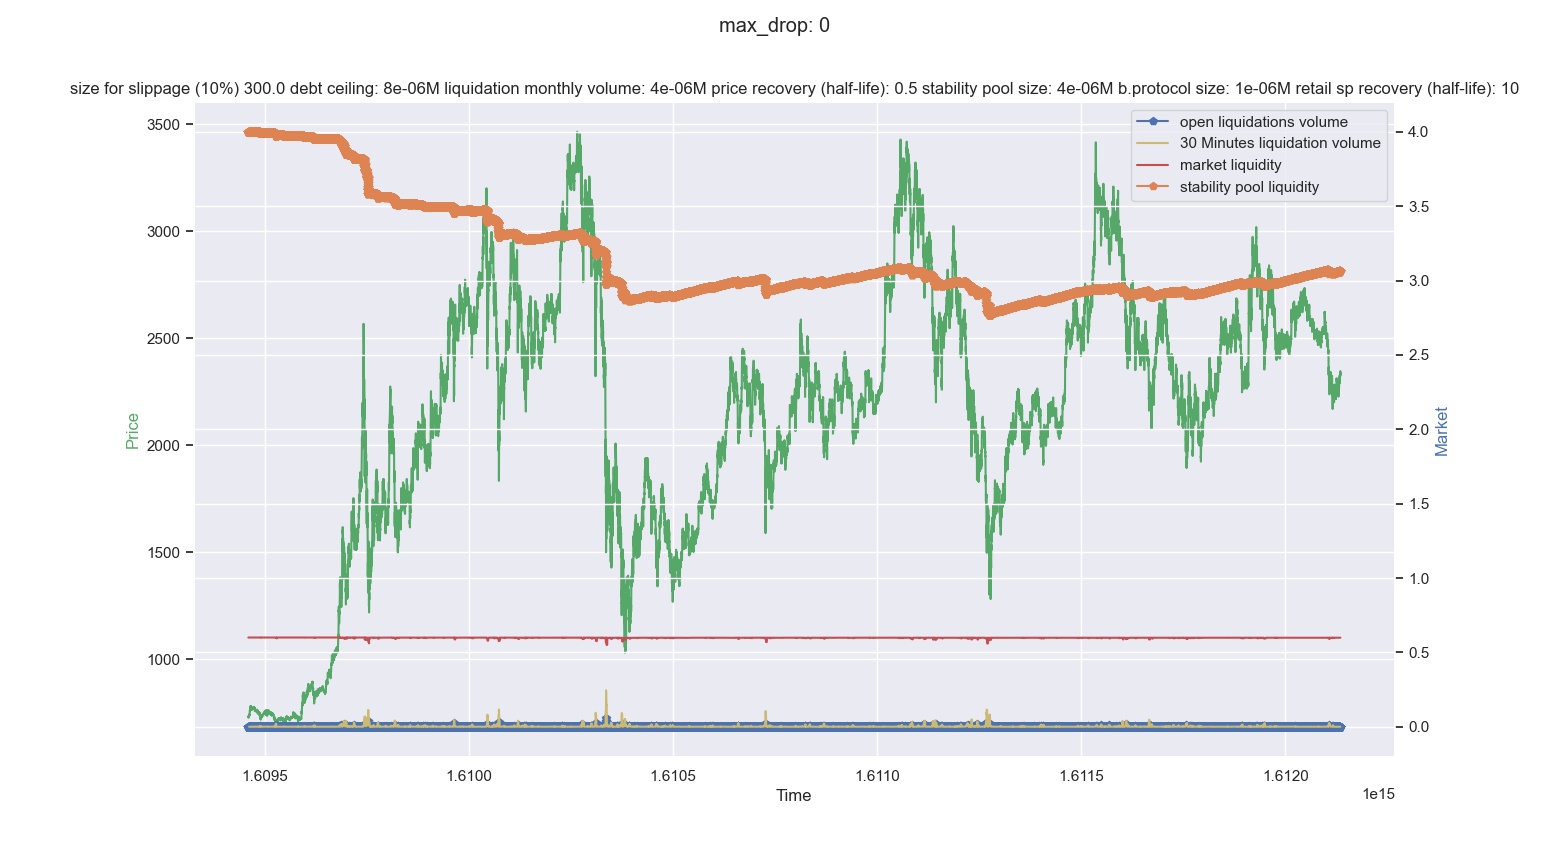 max_drop: 0
size for slippage (10%) 300.0 debt ceiling: 8e-06M liquidation monthly volume: 4e-06M price recovery (half-life): 0.5 stability pool size: 4e-06M b.protocol size: 1e-06M retail sp recovery (half-life): 10
open liquidations volume
30 Minutes liquidation volume
market liquidity
stability pool liquidity
3500
3000
2500
2000
1500
1000
Price
4.0
3.5
3.0
2.5
2.0
1.5
1.0
0.5
0.0
Market
1.6095 1.6100 1.6105 1.6110 1.6115 1.6120
Time
1e15